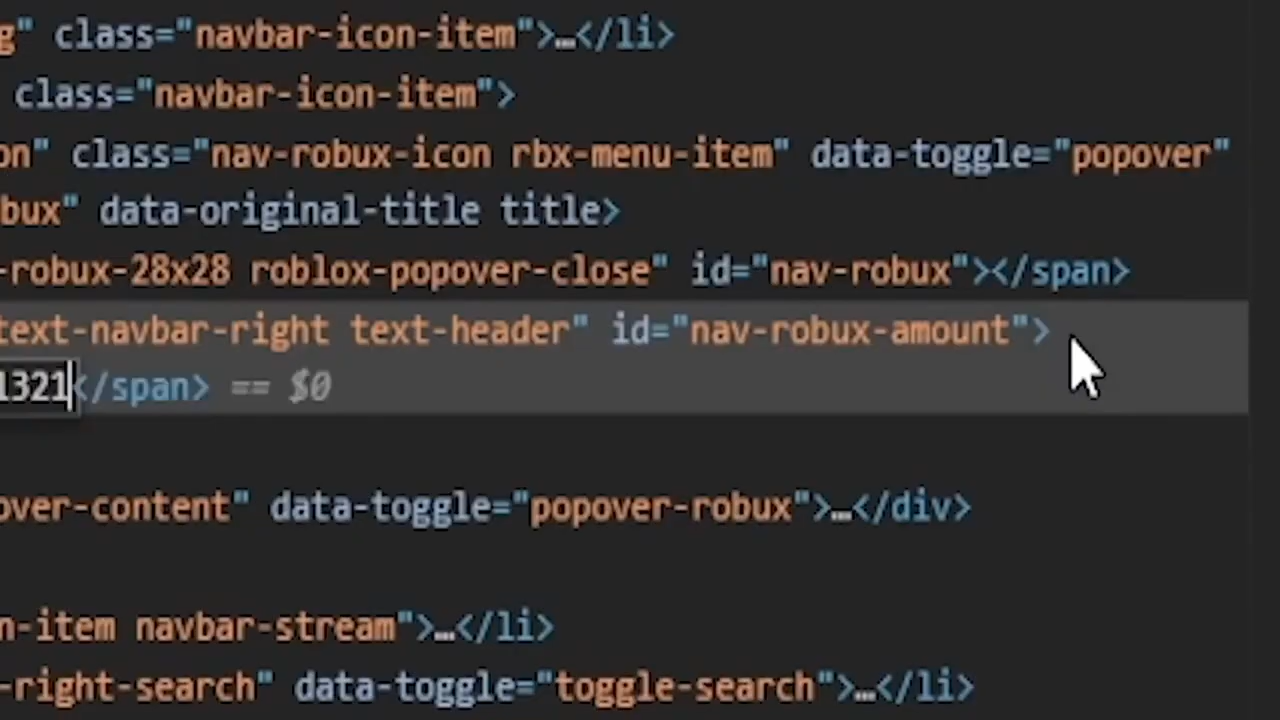 g" class="navbar-icon-item">…</li>
class="navbar-icon-item">
on" class="nav-robux-icon rbx-menu-item" data-toggle="popover"
bux" data-original-title title>
-robux-28x28 roblox-popover-close" id="nav-robux"></span>
text-navbar-right text-header" id="nav-robux-amount">
1321</span> == $0
over-content" data-toggle="popover-robux">…</div>
n-item navbar-stream">…</li>
-right-search" data-toggle="toggle-search">…</li>